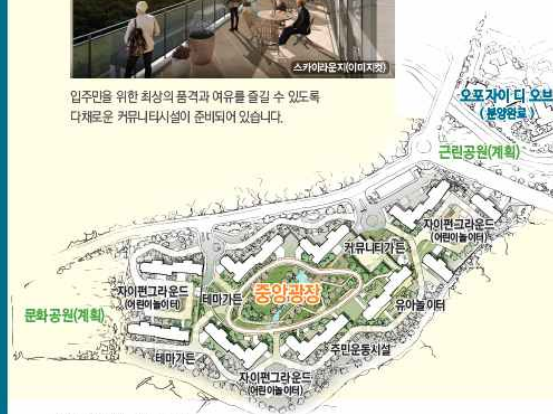 스카이라운지(이미지컷)
입주민을 위한 최상의 품격과 여유를 즐길 수 있도록
다채로운 커뮤니티시설이 준비되어 있습니다.
오포자이 디 오브
(분양완료)
근린공원(계획)
자이펀그라운드
(어린이놀이터)
커뮤니티가든
자이펀그라운드
(어린이놀이터)
테마가든
중앙광장
유아놀이터
문화공원(계획)
주민운동시설
테마가든
자이펀그라운드
(어린이놀이터)